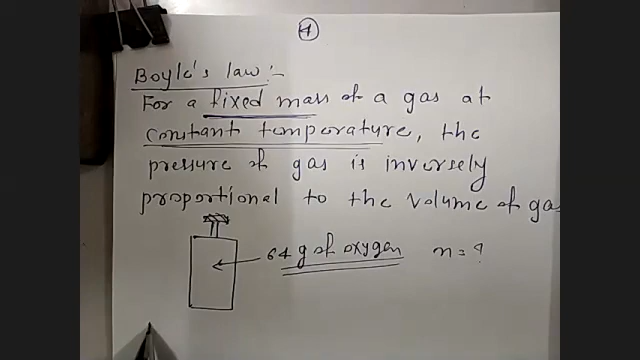 4
Boyle's law:-
For a fixed mass of a gas at
constant temperature, the
pressure of gas is inversely
proportional to the volume of gas
64 g of oxygen n = ?